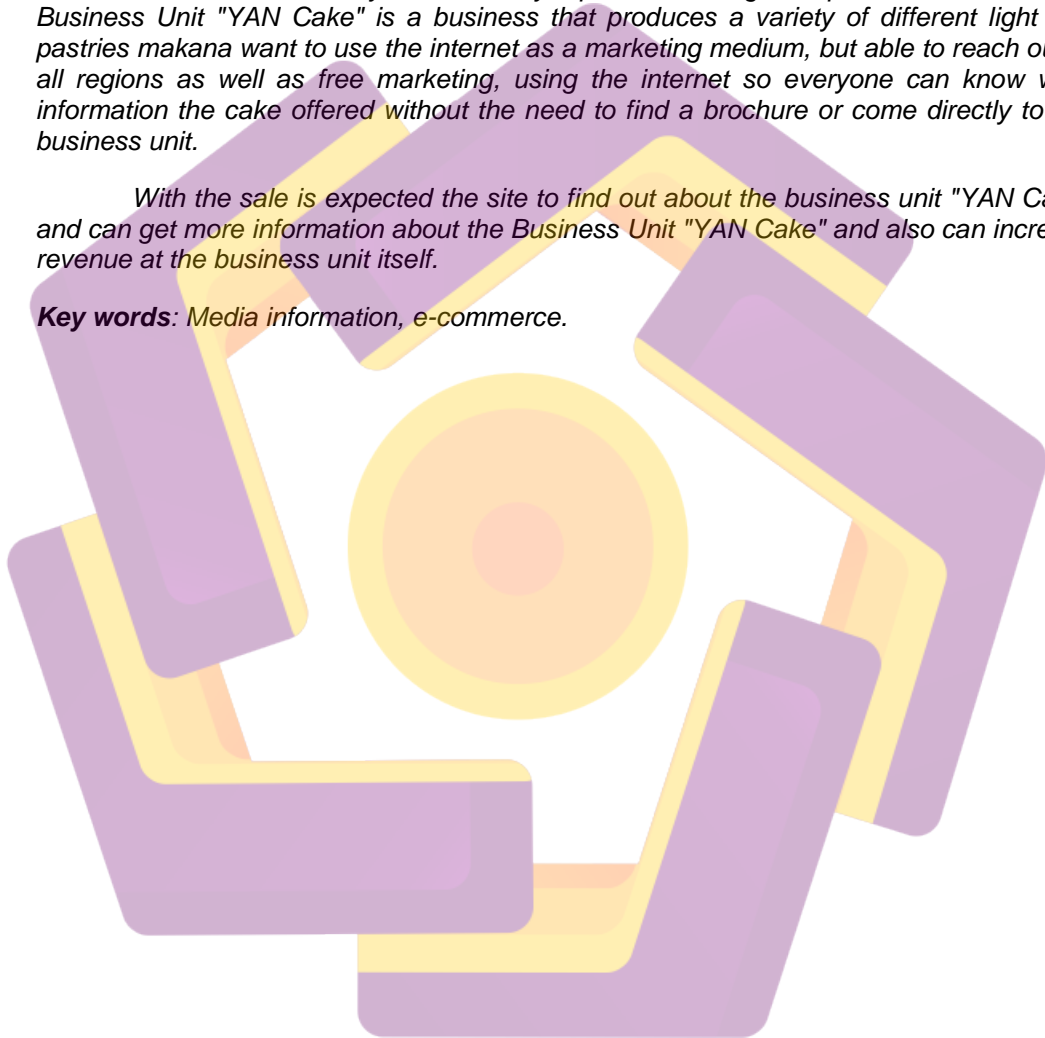 Business Unit "YAN Cake" is a business that produces a variety of different light
pastries makana want to use the internet as a marketing medium, but able to reach
all regions as well as free marketing, using the internet so everyone can know
information the cake offered without the need to find a brochure or come directly to
business unit.
With the sale is expected the site to find out about the business unit "YAN
and can get more information about the Business Unit "YAN Cake" and also can
revenue at the business unit itself.
Key words: Media information, e-commerce.